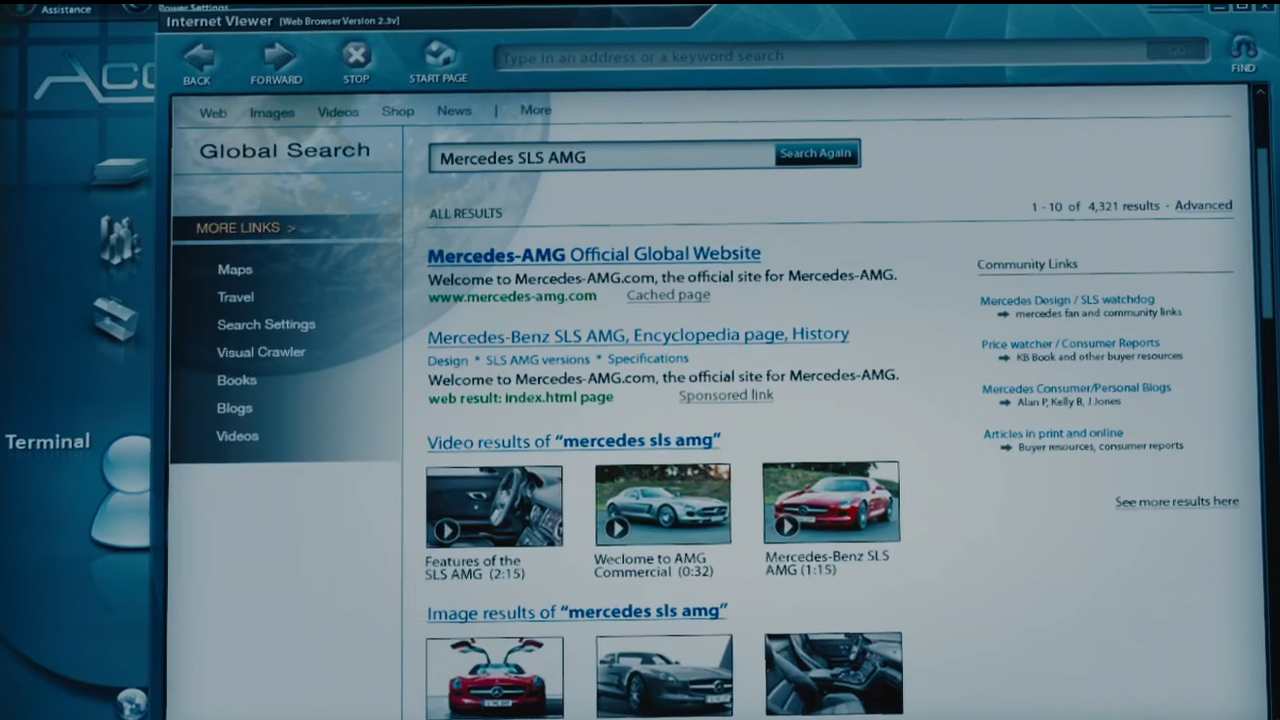 Assistance
Power Settings
Internet Viewer [Web Browser Version 2.3v]
BACK
FORWARD
STOP
START PAGE
Type in an address or a keyword search
GO
FIND
Web Images Videos Shop News | More
Global Search
Mercedes SLS AMG
Search Again
ALL RESULTS
1 - 10 of 4,321 results - Advanced
MORE LINKS >
Maps
Travel
Search Settings
Visual Crawler
Books
Blogs
Videos
Terminal
Mercedes-AMG Official Global Website
Welcome to Mercedes-AMG.com, the official site for Mercedes-AMG.
www.mercedes-amg.com Cached page
Mercedes-Benz SLS AMG, Encyclopedia page, History
Design * SLS AMG versions * Specifications
Welcome to Mercedes-AMG.com, the official site for Mercedes-AMG.
web result: index.html page Sponsored link
Video results of “mercedes sls amg”
Features of the
SLS AMG (2:15)
Weclome to AMG
Commercial (0:32)
Mercedes-Benz SLS
AMG (1:15)
Image results of “mercedes sls amg”
Community Links
Mercedes Design / SLS watchdog
➡ mercedes fan and community links
Price watcher / Consumer Reports
➡ KB Book and other buyer resources
Mercedes Consumer/Personal Blogs
➡ Alan P, Kelly B, J Jones
Articles in print and online
➡ Buyer resources, consumer reports
See more results here